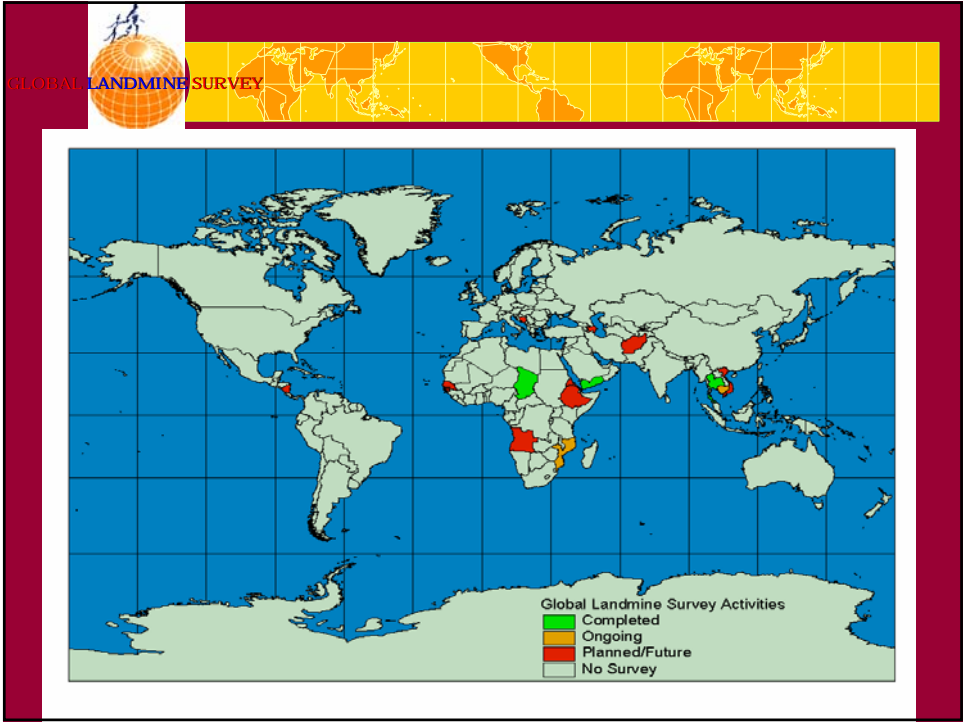 GLOBAL LANDMINE SURVEY
Global Landmine Survey Activities
Completed
Ongoing
Planned/Future
No Survey